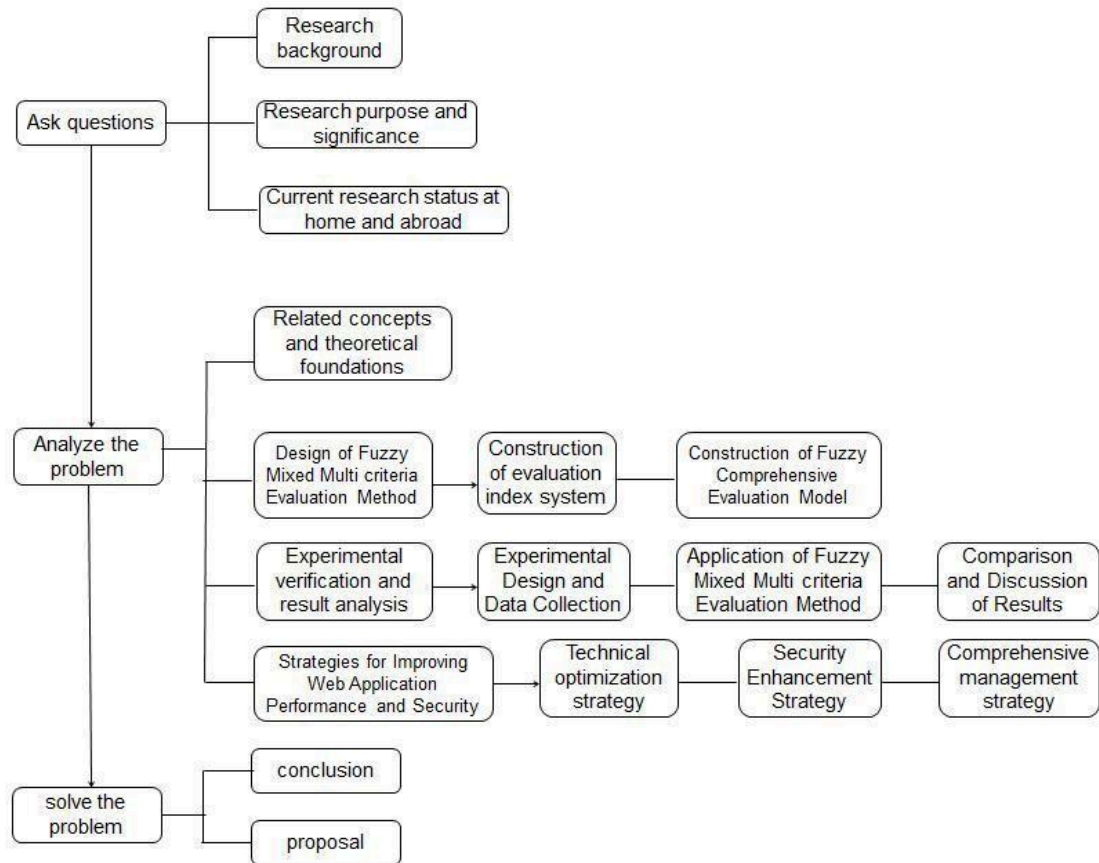 Research
background
Ask questions
Research purpose and
significance
Current research status at
home and abroad
Related concepts
and theoretical
foundations
Analyze the
problem
Design of Fuzzy
Mixed Multi criteria
Evaluation Method
Construction
of evaluation
index system
Construction of Fuzzy
Comprehensive
Evaluation Model
Experimental
verification and
result analysis
Experimental
Design and
Data Collection
Application of Fuzzy
Mixed Multi criteria
Evaluation Method
Comparison
and Discussion
of Results
Strategies for Improving
Web Application
Performance and Security
Technical
optimization
strategy
Security
Enhancement
Strategy
Comprehensive
management
strategy
solve the
problem
conclusion
proposal